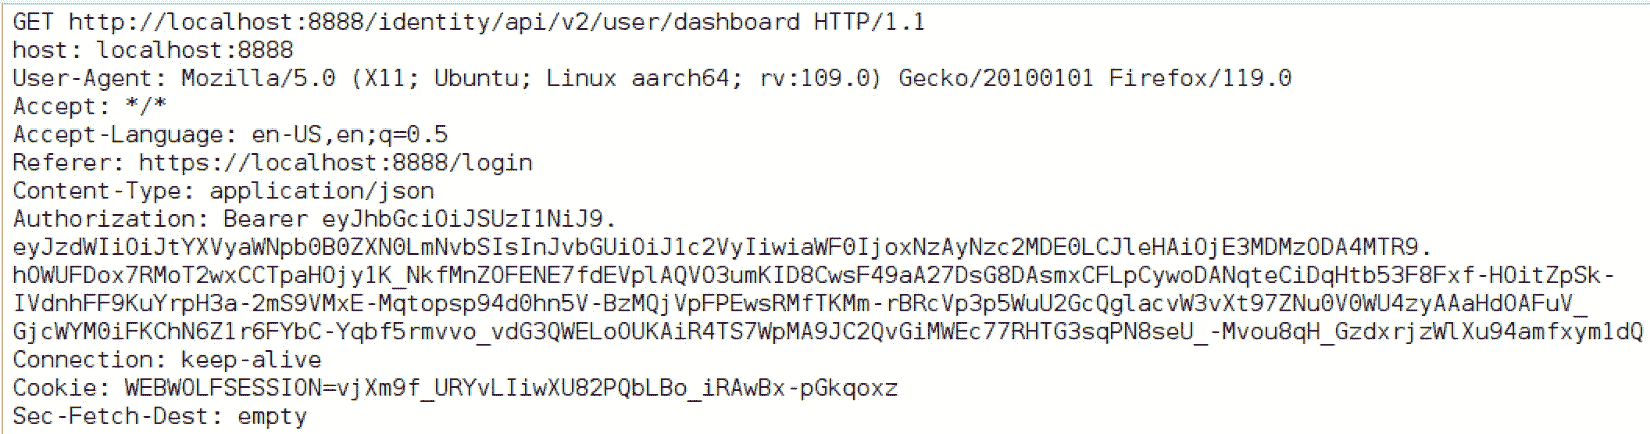 GET http://localhost:8888/identity/api/v2/user/dashboard HTTP/1.1
host: localhost:8888
User-Agent: Mozilla/5.0 (X11; Ubuntu; Linux aarch64; rv:109.0) Gecko/20100101 Firefox/119.0
Accept: */*
Accept-Language: en-US,en;q=0.5
Referer: https://localhost:8888/login
Content-Type: application/json
Authorization: Bearer eyJhbGciOiJSUzI1NiJ9.
eyJzdWIiOiJtYXVyaWNpb0B0ZXN0LmNvbSIsInJvbGUiOiJ1c2VyIiwiaWF0IjoxNzAyNzc2MDE0LCJleHAiOjE3MDMzODA4MTR9.
hOWUFDox7RMoT2wxCCTpaHOjy1K_NkfMnZOFENE7fdEVplAQVO3umKID8CwsF49aA27DsG8DAsmxCFLpCywoDANqteCiDqHtb53F8Fxf-HOitZpSk-
IVdnhFF9KuYrpH3a-2mS9VMxE-Mqtopsp94d0hn5V-BzMQjVpFPEwsRMfTKMm-rBRcVp3p5WuU2GcQglacvW3vXt97ZNu0V0WU4zyAAaHdOAFuV_
GjcWYM0iFKChN6Z1r6FYbC-Yqbf5rmvvo_vdG3QWELoOUKAiR4TS7WpMA9JC2QvGiMWEc77RHTG3sqPN8seU_-Mvou8qH_GzdxrjzWlXu94amfxym1dQ
Connection: keep-alive
Cookie: WEBWOLFSESSION=vjXm9f_URYvLIiwXU82PQbLBo_iRAwBx-pGkqoxz
Sec-Fetch-Dest: empty